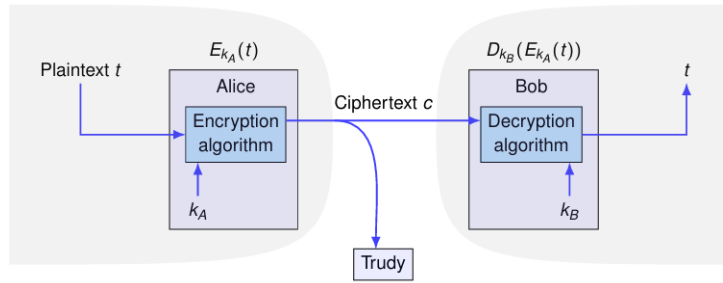 E_{k_A}(t)
D_{k_B}(E_{k_A}(t))
Plaintext t
Alice
Bob
t
Ciphertext c
Encryption
algorithm
Decryption
algorithm
k_A
k_B
Trudy